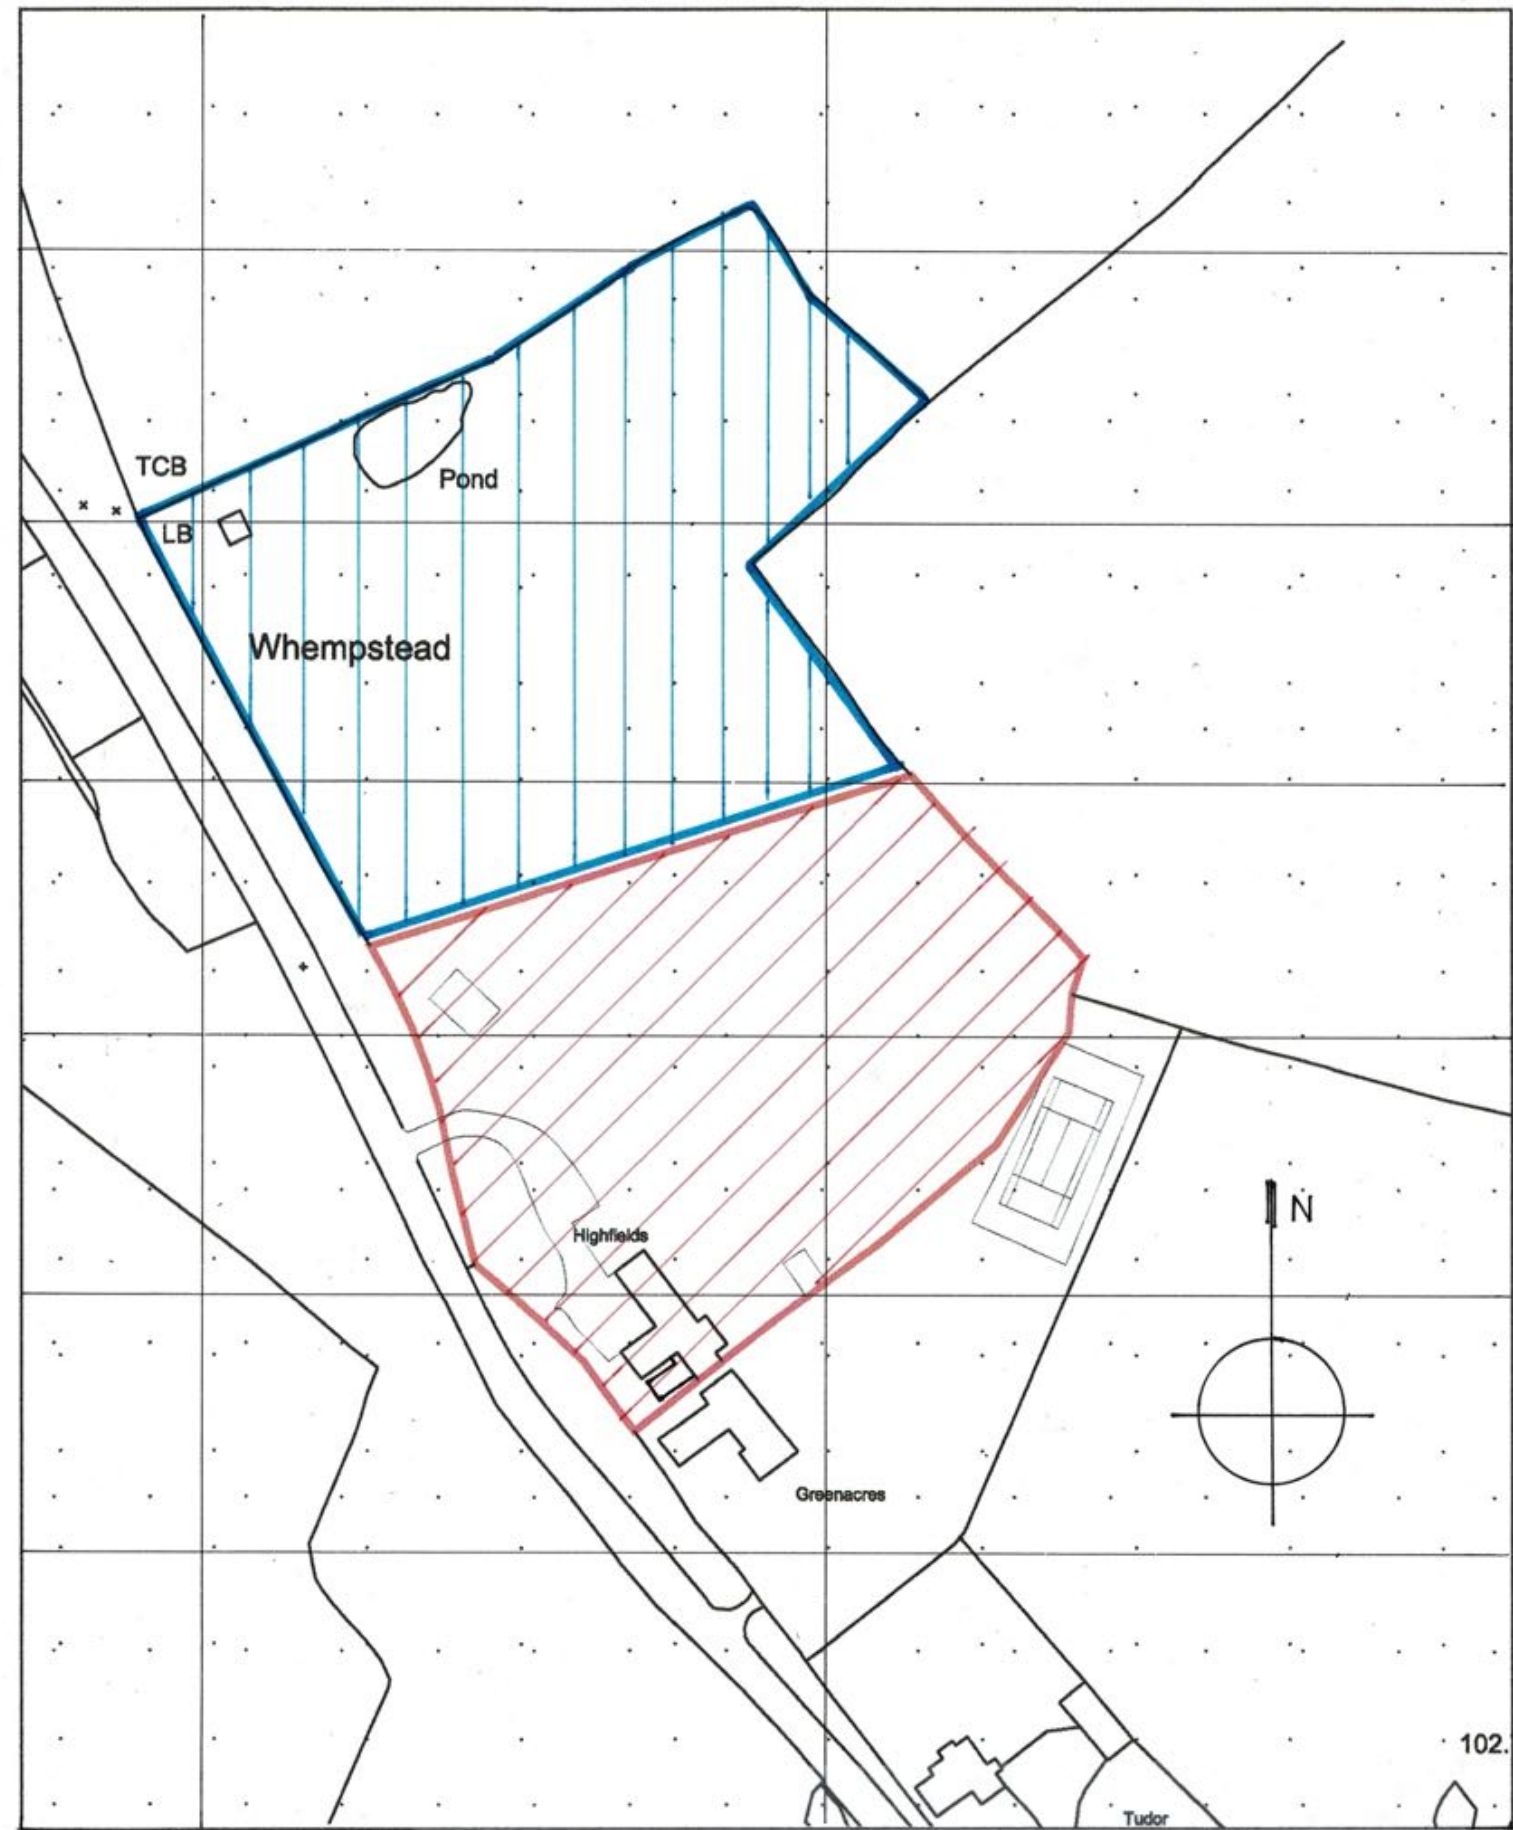 TCB
Pond
LB
Whempstead
N
Highfields
Greenacres
102.
Tudor